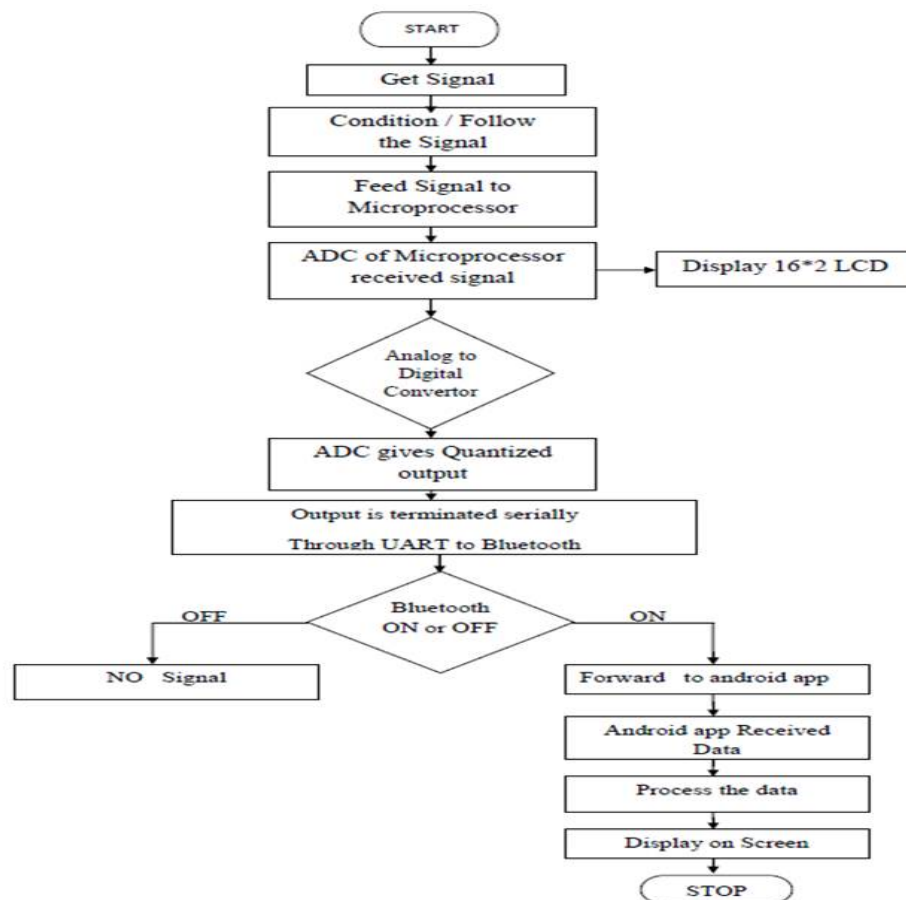 START
Get Signal
Condition / Follow
the Signal
Feed Signal to
Microprocessor
ADC of Microprocessor
received signal
Display 16*2 LCD
Analog to
Digital
Convertor
ADC gives Quantized
output
Output is terminated serially
Through UART to Bluetooth
Bluetooth
ON or OFF
OFF
ON
NO Signal
Forward to android app
Android app Received
Data
Process the data
Display on Screen
STOP